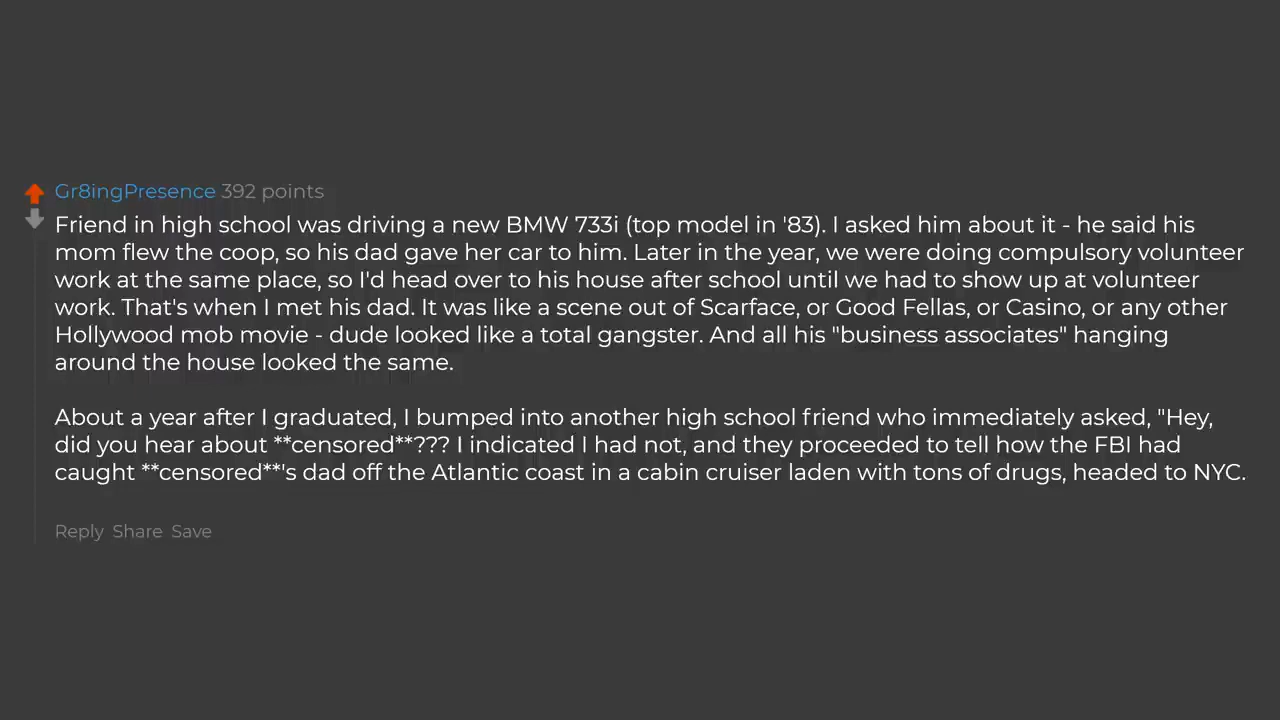 Gr8ingPresence 392 points
Friend in high school was driving a new BMW 733i (top model in '83). I asked him about it - he said his
mom flew the coop, so his dad gave her car to him. Later in the year, we were doing compulsory volunteer
work at the same place, so I'd head over to his house after school until we had to show up at volunteer
work. That's when I met his dad. It was like a scene out of Scarface, or Good Fellas, or Casino, or any other
Hollywood mob movie - dude looked like a total gangster. And all his "business associates" hanging
around the house looked the same.
About a year after I graduated, I bumped into another high school friend who immediately asked, "Hey,
did you hear about **censored**??? I indicated I had not, and they proceeded to tell how the FBI had
caught **censored**'s dad off the Atlantic coast in a cabin cruiser laden with tons of drugs, headed to NYC.
Reply Share Save